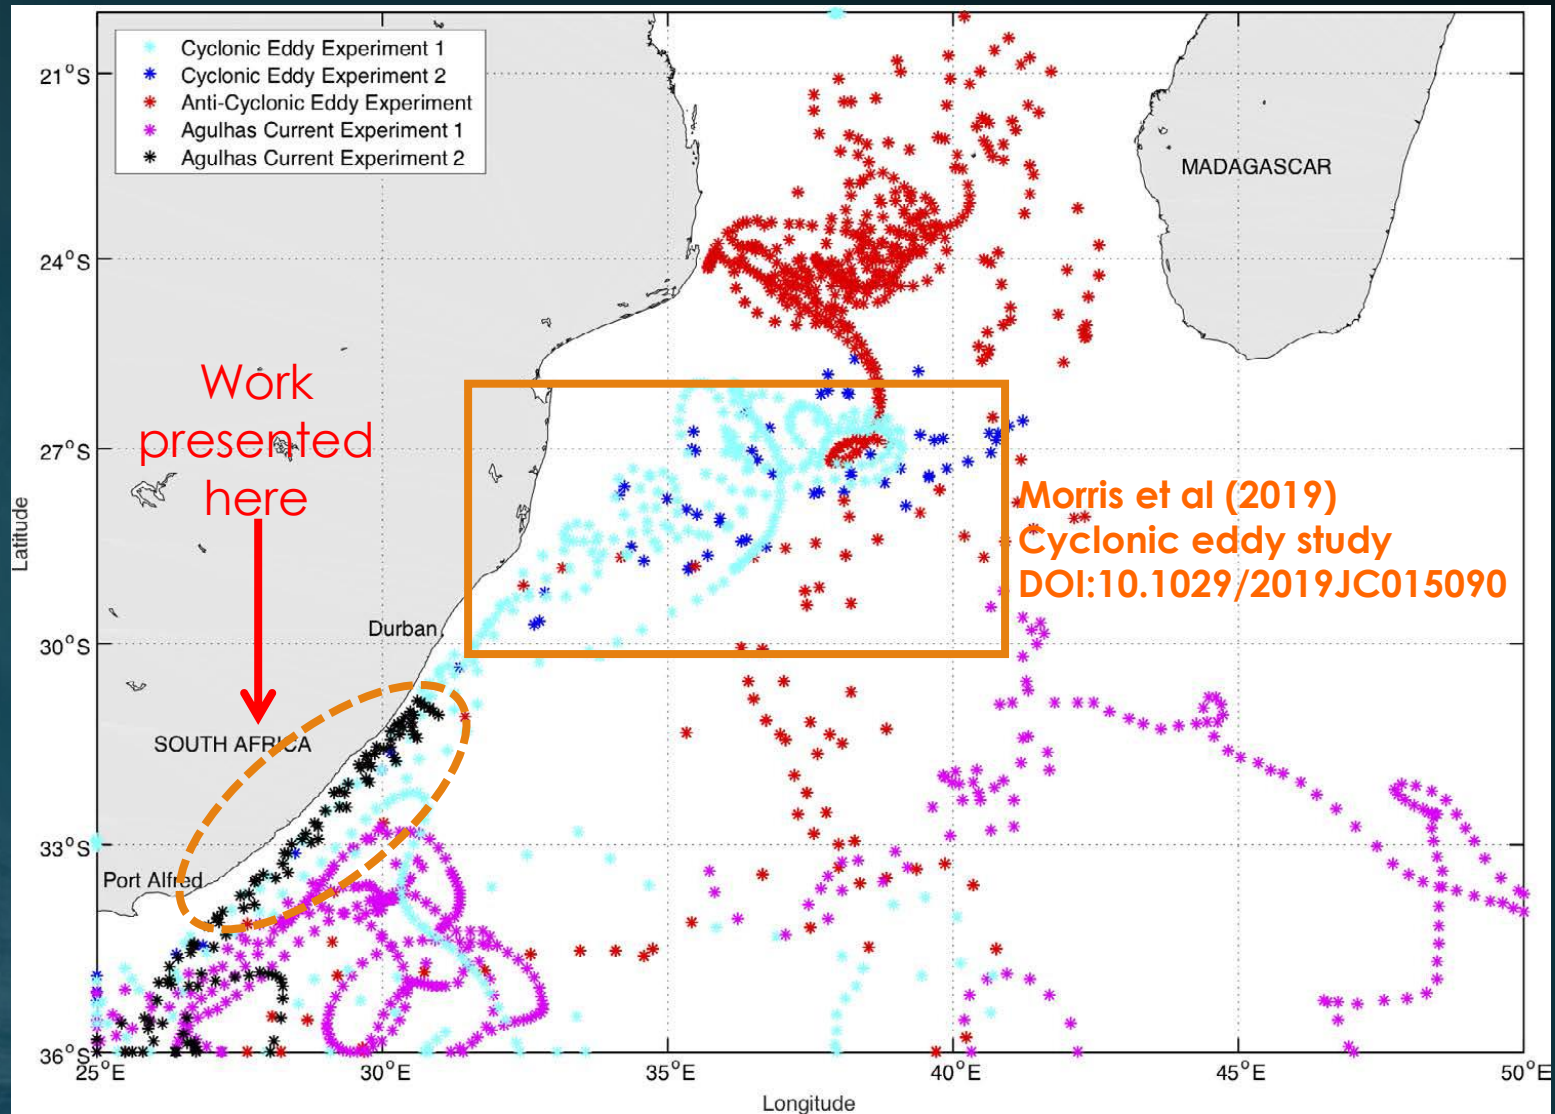 Cyclonic Eddy Experiment 1
Cyclonic Eddy Experiment 2
Anti-Cyclonic Eddy Experiment
Agulhas Current Experiment 1
Agulhas Current Experiment 2
21°S
24°S
27°S
30°S
33°S
36°S
Latitude
MADAGASCAR
Work
presented
here
Morris et al (2019)
Cyclonic eddy study
DOI:10.1029/2019JC015090
Durban
SOUTH AFRICA
Port Alfred
25°E
30°E
35°E
40°E
45°E
50°E
Longitude